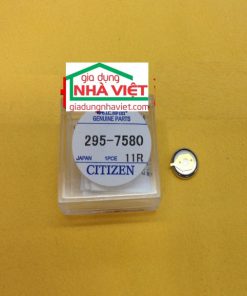 gia dụng
NHÀ VIỆT
giadungnhaviet.com
GENUINE PARTS
295-7580
JAPAN 1PCE 11R
CITIZEN